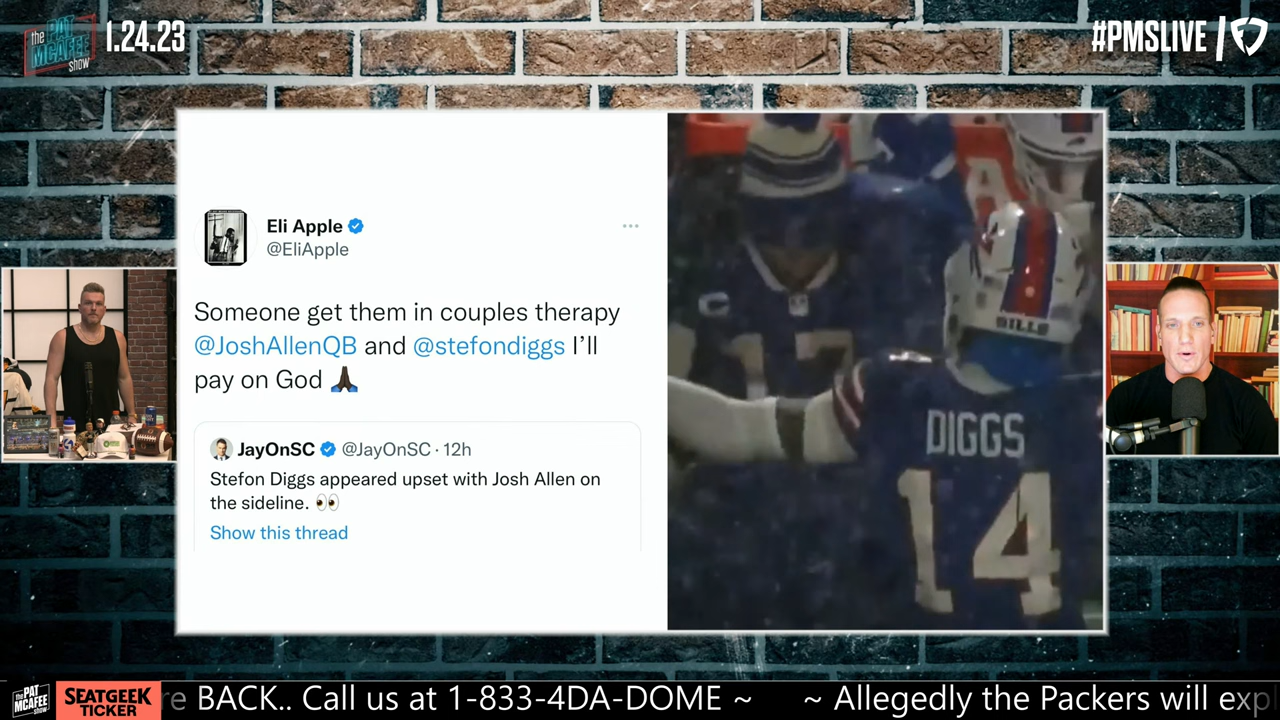 the
PAT
MCAFEE
show
1.24.23
#PMSLIVE |
Eli Apple
@EliApple
Someone get them in couples therapy
@JoshAllenQB and @stefondiggs I’ll
pay on God 🙏🏿
JayOnSC @JayOnSC · 12h
Stefon Diggs appeared upset with Josh Allen on
the sideline. 👀
Show this thread
C
17
A
BILLS
DIGGS
14
the PAT
MCAFEE
show
SEATGEEK
TICKER
re BACK.. Call us at 1-833-4DA-DOME ~ ~ Allegedly the Packers will exp